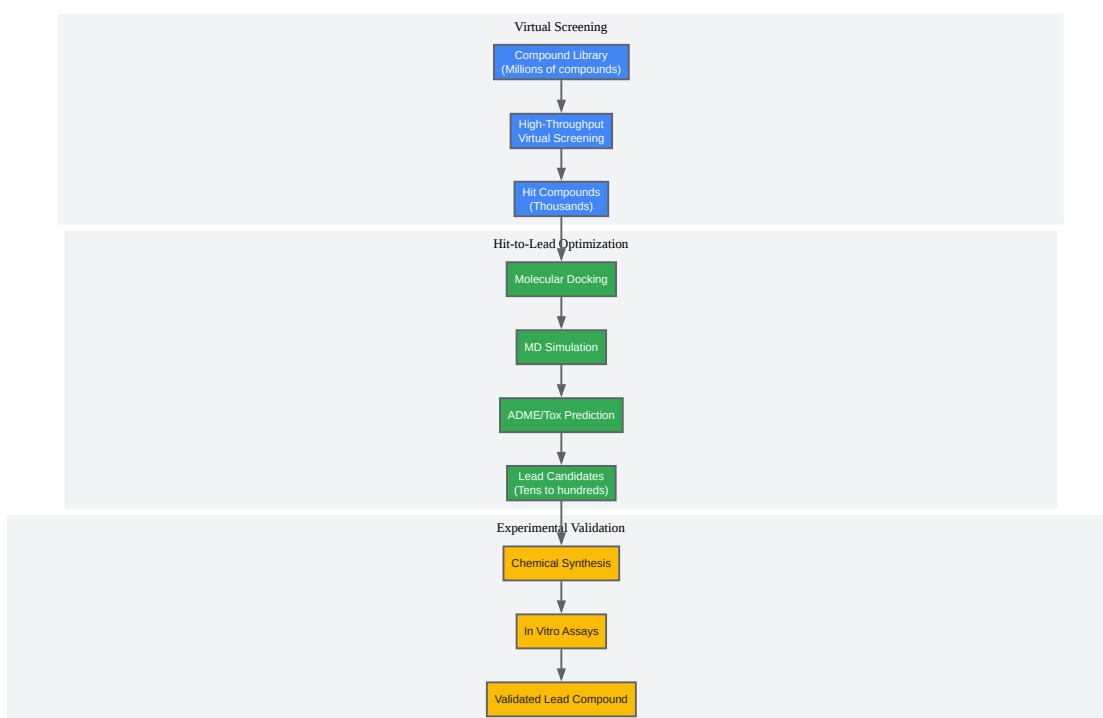 Virtual Screening
Compound Library
(Millions of compounds)
High-Throughput
Virtual Screening
Hit Compounds
(Thousands)
Hit-to-Lead Optimization
Molecular Docking
MD Simulation
ADME/Tox Prediction
Lead Candidates
(Tens to hundreds)
Experimental Validation
Chemical Synthesis
In Vitro Assays
Validated Lead Compound